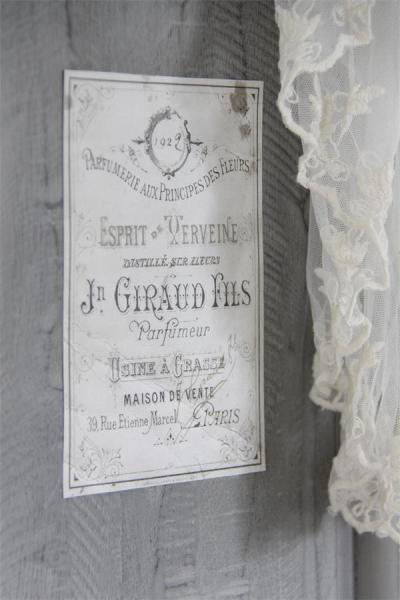 1922
PARFUMERIE AUX PRINCIPES DES FLEURS
ESPRIT DE VERVEINE
DISTILLÉ SUR FLEURS
Jn. GIRAUD FILS
Parfumeur
USINE À GRASSE
MAISON DE VENTE
39, Rue Etienne Marcel PARIS